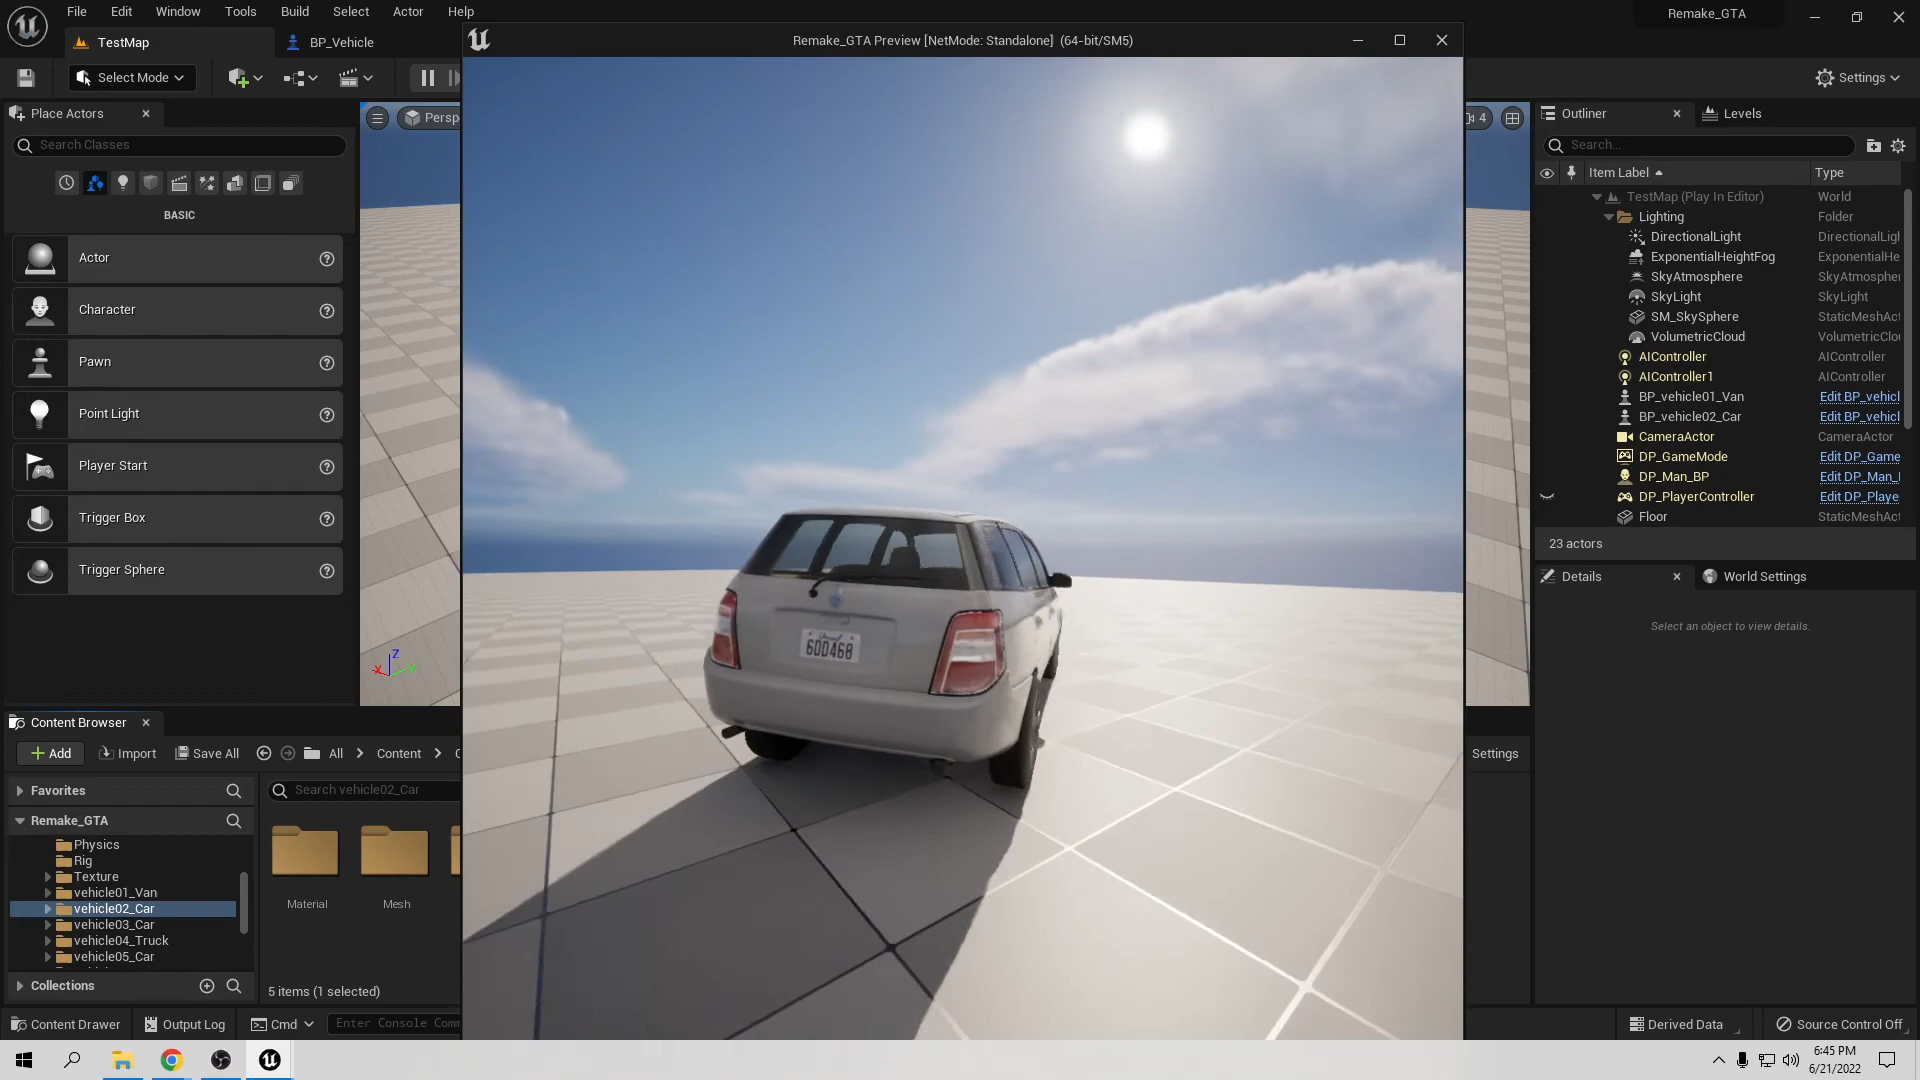 File Edit Window Tools Build Select Actor Help
Remake_GTA
TestMap
BP_Vehicle
Remake_GTA Preview [NetMode: Standalone] (64-bit/SM5)
Select Mode
Settings
Place Actors
Search Classes
BASIC
Actor
Character
Pawn
Point Light
Player Start
Trigger Box
Trigger Sphere
Persp
4
Z
X
Y
6DD468
Outliner
Levels
Search...
Item Label
Type
TestMap (Play In Editor) World
Lighting Folder
DirectionalLight DirectionalLigh
ExponentialHeightFog ExponentialHe
SkyAtmosphere SkyAtmospher
SkyLight SkyLight
SM_SkySphere StaticMeshAct
VolumetricCloud VolumetricClou
AIController AIController
AIController1 AIController
BP_vehicle01_Van Edit BP_vehicl
BP_vehicle02_Car Edit BP_vehicl
CameraActor CameraActor
DP_GameMode Edit DP_Game
DP_Man_BP Edit DP_Man_
DP_PlayerController Edit DP_Playe
Floor StaticMeshAct
23 actors
Details
World Settings
Select an object to view details.
Content Browser
Add
Import
Save All
All
Content
Settings
Favorites
Search vehicle02_Car
Remake_GTA
Physics
Rig
Texture
vehicle01_Van
vehicle02_Car
vehicle03_Car
vehicle04_Truck
vehicle05_Car
Material
Mesh
Collections
5 items (1 selected)
Content Drawer
Output Log
Cmd
Enter Console Comm
Derived Data
Source Control Off
6:45 PM
6/21/2022